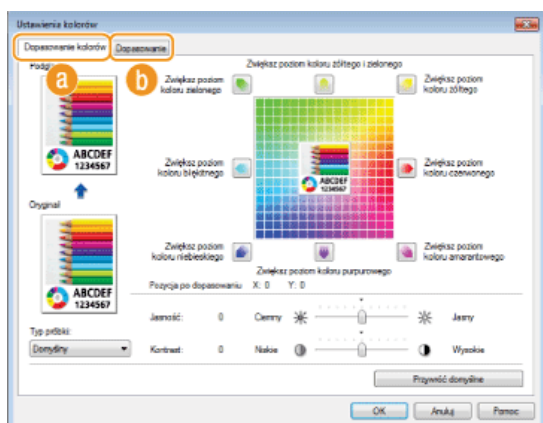 Ustawienia kolorów
Dopasowanie kolorów
Dopasowanie
a
b
Zwiększ poziom koloru żółtego i zielonego
Zwiększ poziom
koloru zielonego
Zwiększ poziom
koloru żółtego
ABCDEF
1234567
Zwiększ poziom
koloru błękitnego
ABCDEF
1234567
Zwiększ poziom
koloru czerwonego
Oryginał
Zwiększ poziom
koloru niebieskiego
Zwiększ poziom
koloru amarantowego
Zwiększ poziom koloru purpurowego
ABCDEF
1234567
Pozycja po dopasowaniu X: 0 Y: 0
Jasność: 0 Ciemny Jasny
Typ próbki:
Domyślny
Kontrast: 0 Niskie Wysokie
Przywróć domyślne
OK
Anuluj
Pomoc